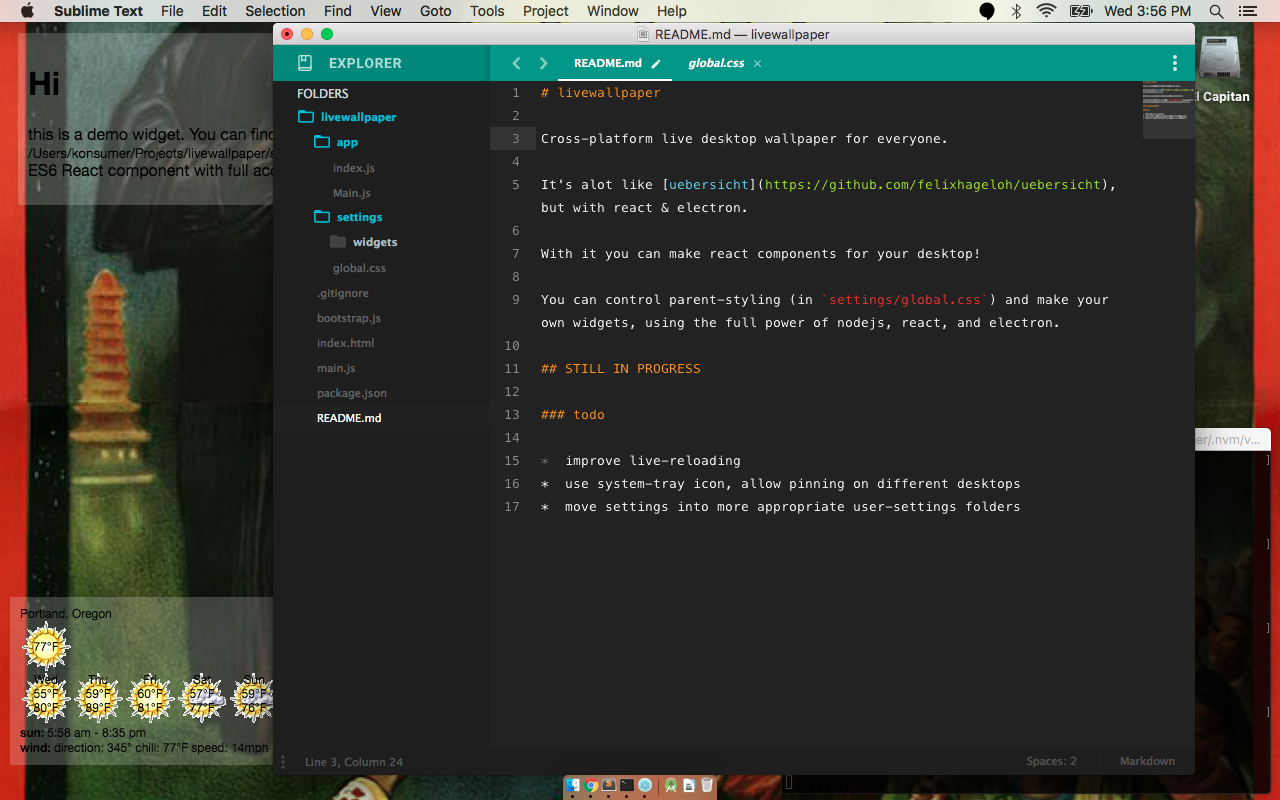 Sublime Text File Edit Selection Find View Goto Tools Project Window Help Wed 3:56 PM
README.md — livewallpaper
EXPLORER
README.md global.css
FOLDERS
livewallpaper
app
index.js
Main.js
settings
widgets
global.css
.gitignore
bootstrap.js
index.html
main.js
package.json
README.md
1 # livewallpaper
2
3 Cross-platform live desktop wallpaper for everyone.
4
5 It's alot like [uebersicht](https://github.com/felixhageloh/uebersicht),
but with react & electron.
6
7 With it you can make react components for your desktop!
8
9 You can control parent-styling (in `settings/global.css`) and make your
own widgets, using the full power of nodejs, react, and electron.
10
11 ## STILL IN PROGRESS
12
13 ### todo
14
15 * improve live-reloading
16 * use system-tray icon, allow pinning on different desktops
17 * move settings into more appropriate user-settings folders
Line 3, Column 24 Spaces: 2 Markdown
Hi
this is a demo widget. You can find
/Users/konsumer/Projects/livewallpaper/s
ES6 React component with full acc
Portland, Oregon
77°F
Wed Thu Fri Sat Sun
55°F 59°F 60°F 57°F 59°F
80°F 89°F 81°F 77°F 76°F
sun: 5:58 am - 8:35 pm
wind: direction: 345° chill: 77°F speed: 14mph
l Capitan
er/.nvm/v...
]
]
]